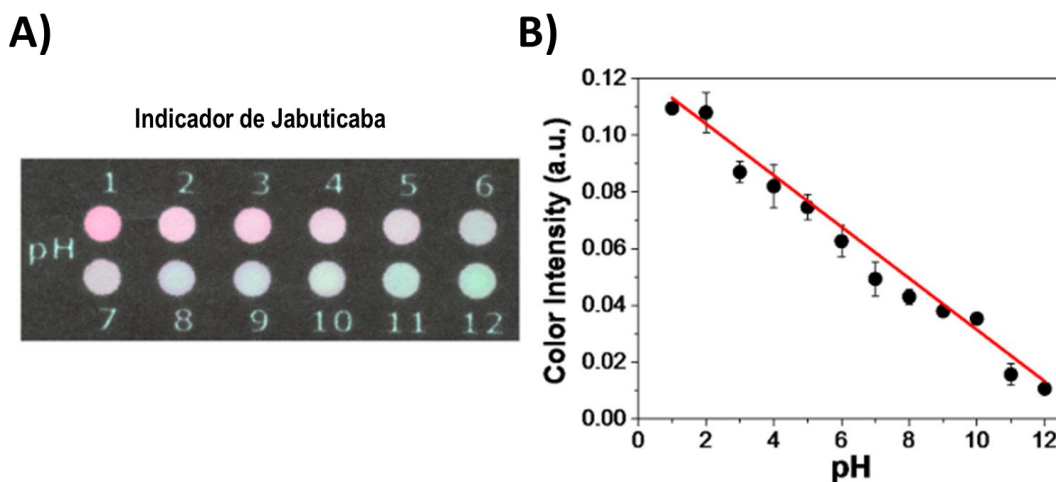 A)
Indicador de Jabuticaba
1 2 3 4 5 6
pH
7 8 9 10 11 12
B)
Color Intensity (a.u.)
0.12
0.10
0.08
0.06
0.04
0.02
0.00
0 2 4 6 8 10 12
pH